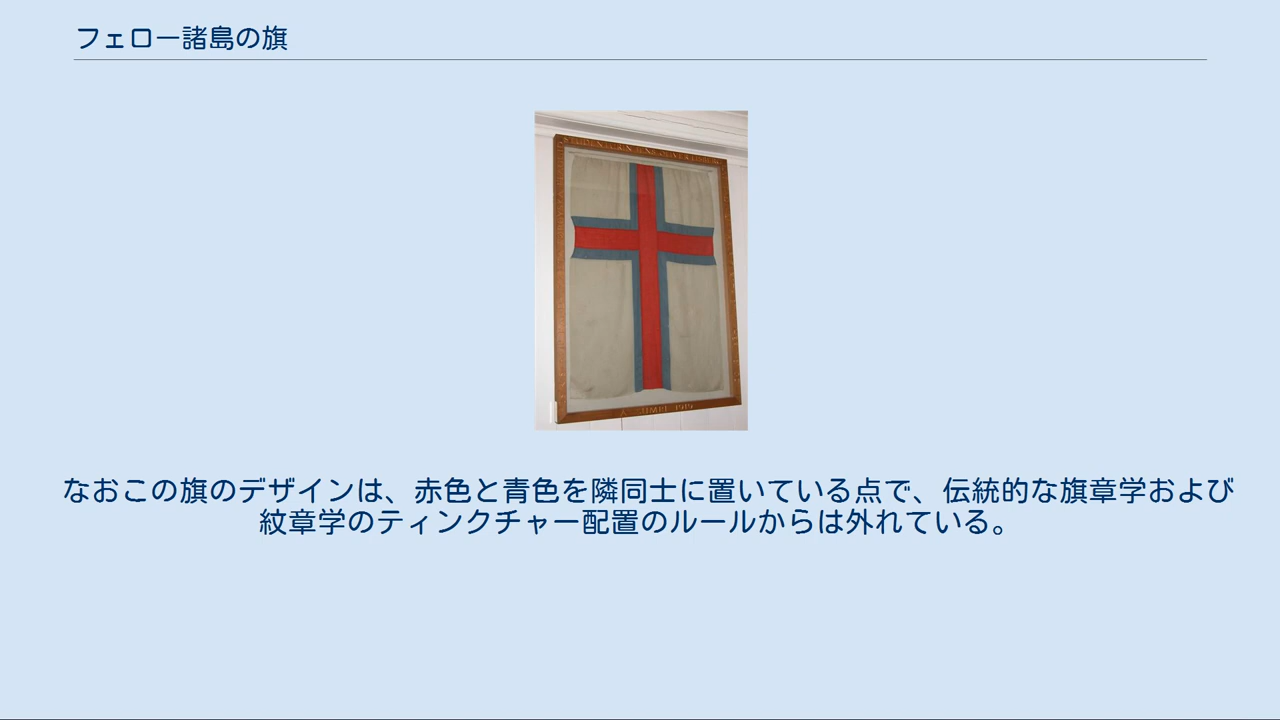 フェロー諸島の旗
1919
なおこの旗のデザインは、赤色と青色を隣同士に置いている点で、伝統的な旗章学および
紋章学のティンクチャー配置のルールからは外れている。